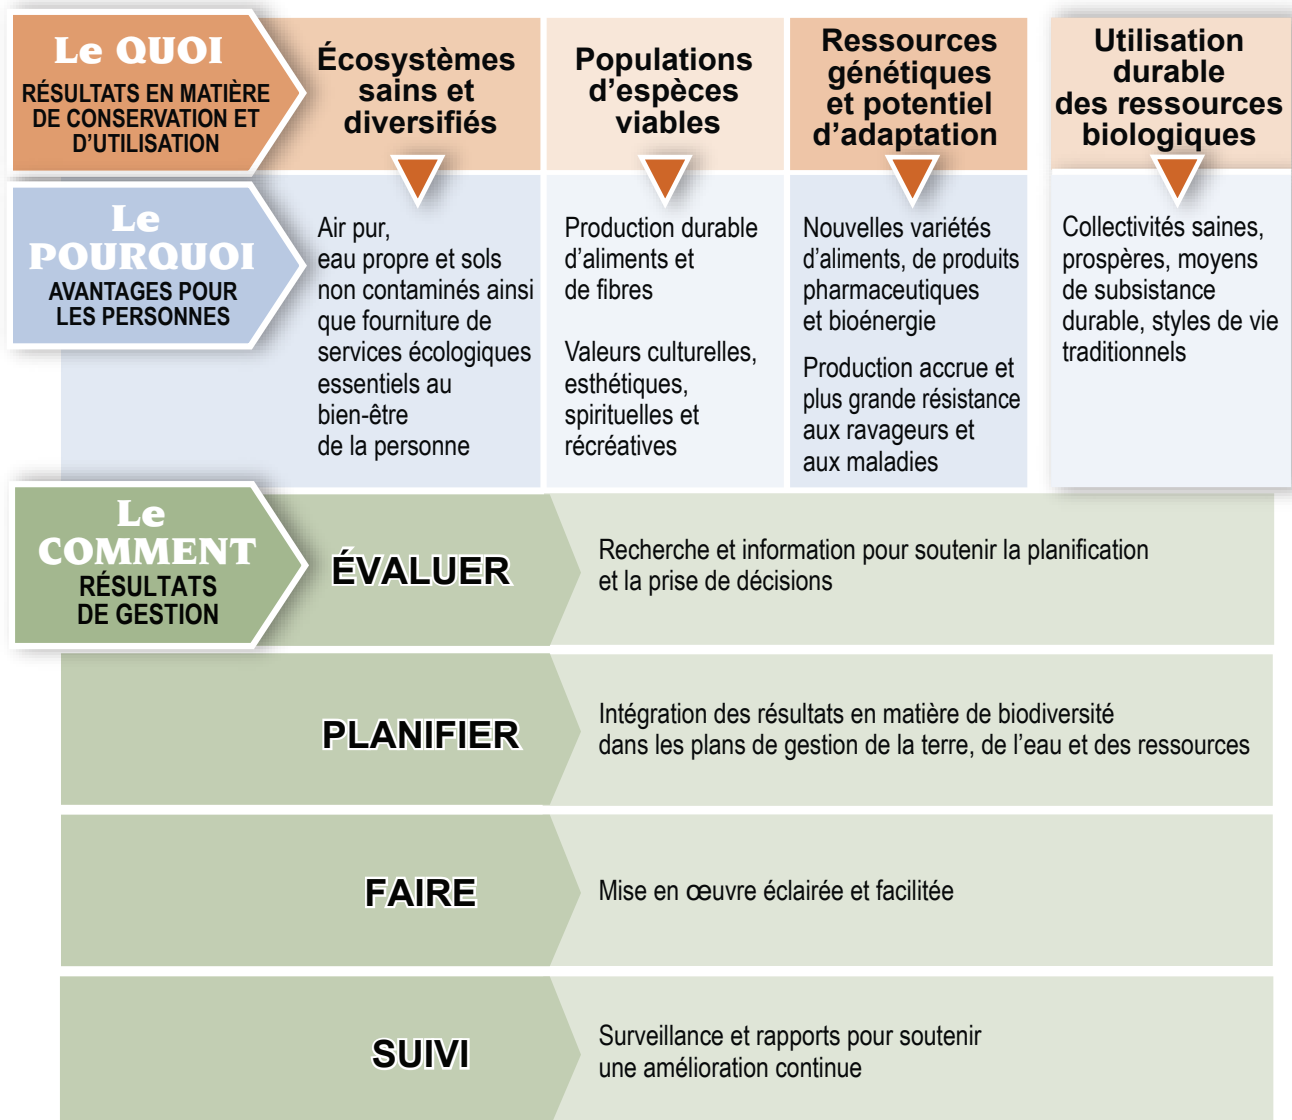 Le QUOI
RÉSULTATS EN MATIÈRE
DE CONSERVATION ET
D'UTILISATION
Écosystèmes
sains et
diversifiés
Populations
d'espèces
viables
Ressources
génétiques
et potentiel
d'adaptation
Utilisation
durable
des ressources
biologiques
Le
POURQUOI
AVANTAGES POUR
LES PERSONNES
Air pur,
eau propre et sols
non contaminés ainsi
que fourniture de
services écologiques
essentiels au
bien-être
de la personne
Production durable
d'aliments et
de fibres
Valeurs culturelles,
esthétiques,
spirituelles et
récréatives
Nouvelles variétés
d'aliments, de produits
pharmaceutiques
et bioénergie
Production accrue et
plus grande résistance
aux ravageurs et
aux maladies
Collectivités saines,
prospères, moyens
de subsistance
durable, styles de vie
traditionnels
Le
COMMENT
RÉSULTATS
DE GESTION
ÉVALUER
Recherche et information pour soutenir la planification
et la prise de décisions
PLANIFIER
Intégration des résultats en matière de biodiversité
dans les plans de gestion de la terre, de l'eau et des ressources
FAIRE
Mise en œuvre éclairée et facilitée
SUIVI
Surveillance et rapports pour soutenir
une amélioration continue